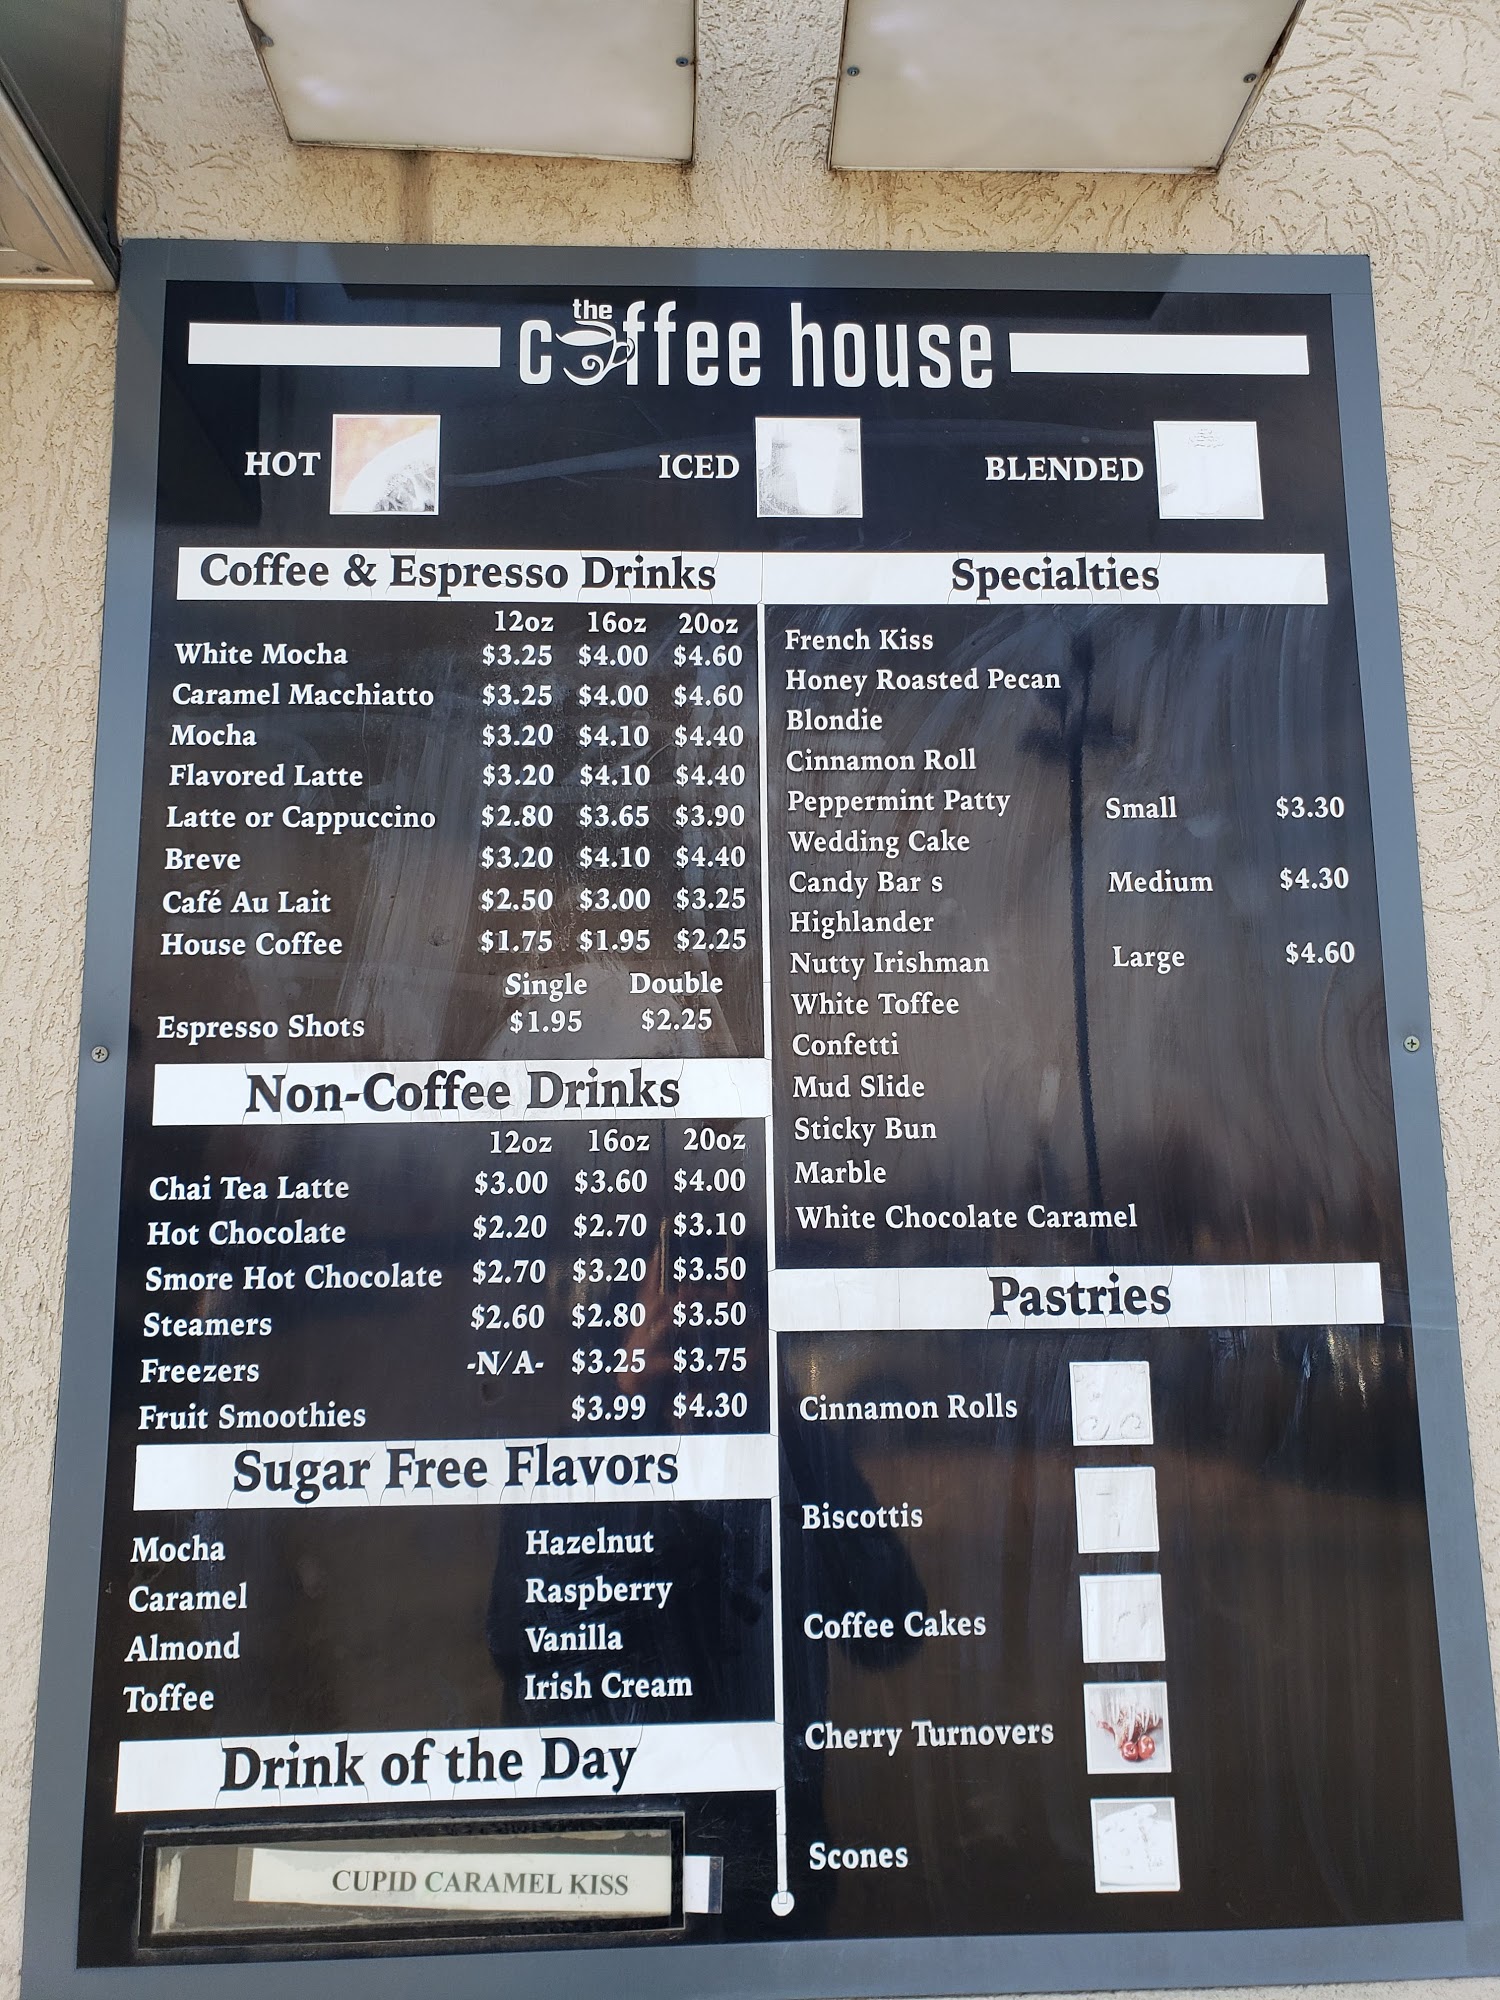 the
coffee house
HOT ICED BLENDED
Coffee & Espresso Drinks
12oz 16oz 20oz
White Mocha $3.25 $4.00 $4.60
Caramel Macchiatto $3.25 $4.00 $4.60
Mocha $3.20 $4.10 $4.40
Flavored Latte $3.20 $4.10 $4.40
Latte or Cappuccino $2.80 $3.65 $3.90
Breve $3.20 $4.10 $4.40
Café Au Lait $2.50 $3.00 $3.25
House Coffee $1.75 $1.95 $2.25
Single Double
Espresso Shots $1.95 $2.25
Non-Coffee Drinks
12oz 16oz 20oz
Chai Tea Latte $3.00 $3.60 $4.00
Hot Chocolate $2.20 $2.70 $3.10
Smore Hot Chocolate $2.70 $3.20 $3.50
Steamers $2.60 $2.80 $3.50
Freezers -N/A- $3.25 $3.75
Fruit Smoothies $3.99 $4.30
Sugar Free Flavors
Mocha Hazelnut
Caramel Raspberry
Almond Vanilla
Toffee Irish Cream
Drink of the Day
CUPID CARAMEL KISS
Specialties
French Kiss
Honey Roasted Pecan
Blondie
Cinnamon Roll
Peppermint Patty Small $3.30
Wedding Cake
Candy Bar s Medium $4.30
Highlander
Nutty Irishman Large $4.60
White Toffee
Confetti
Mud Slide
Sticky Bun
Marble
White Chocolate Caramel
Pastries
Cinnamon Rolls
Biscottis
Coffee Cakes
Cherry Turnovers
Scones